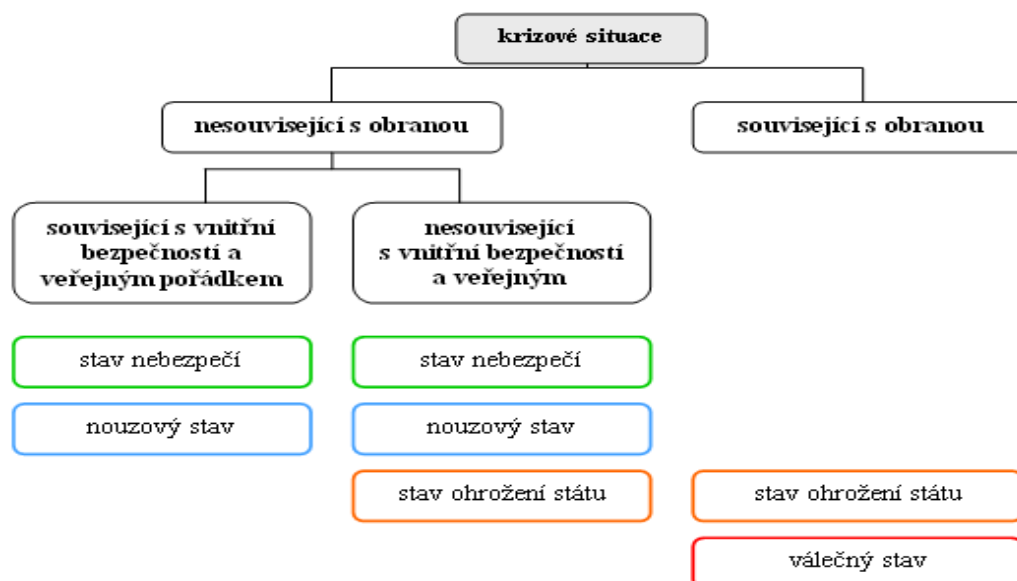 krizové situace
nesouvisející s obranou
související s obranou
související s vnitřní
bezpečností a
veřejným pořádkem
nesouvisející
s vnitřní bezpečností
a veřejným
stav nebezpečí
stav nebezpečí
nouzový stav
nouzový stav
stav ohrožení státu
stav ohrožení státu
válečný stav